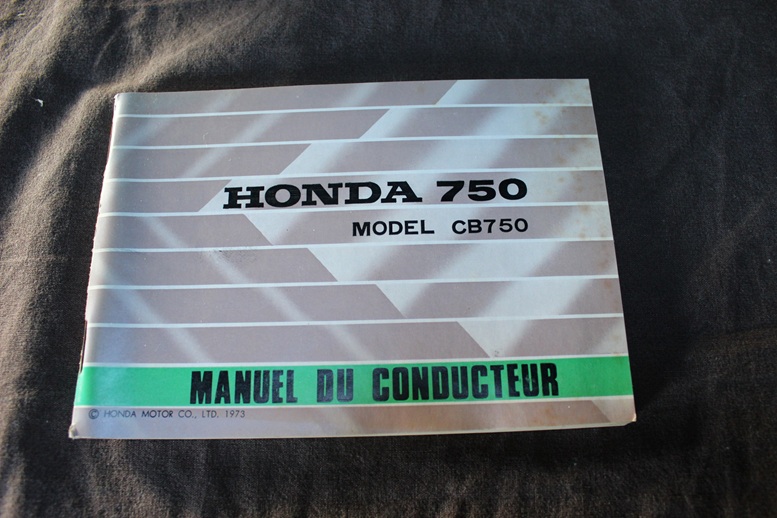 HONDA 750
MODEL CB750
MANUEL DU CONDUCTEUR
© HONDA MOTOR CO., LTD. 1973